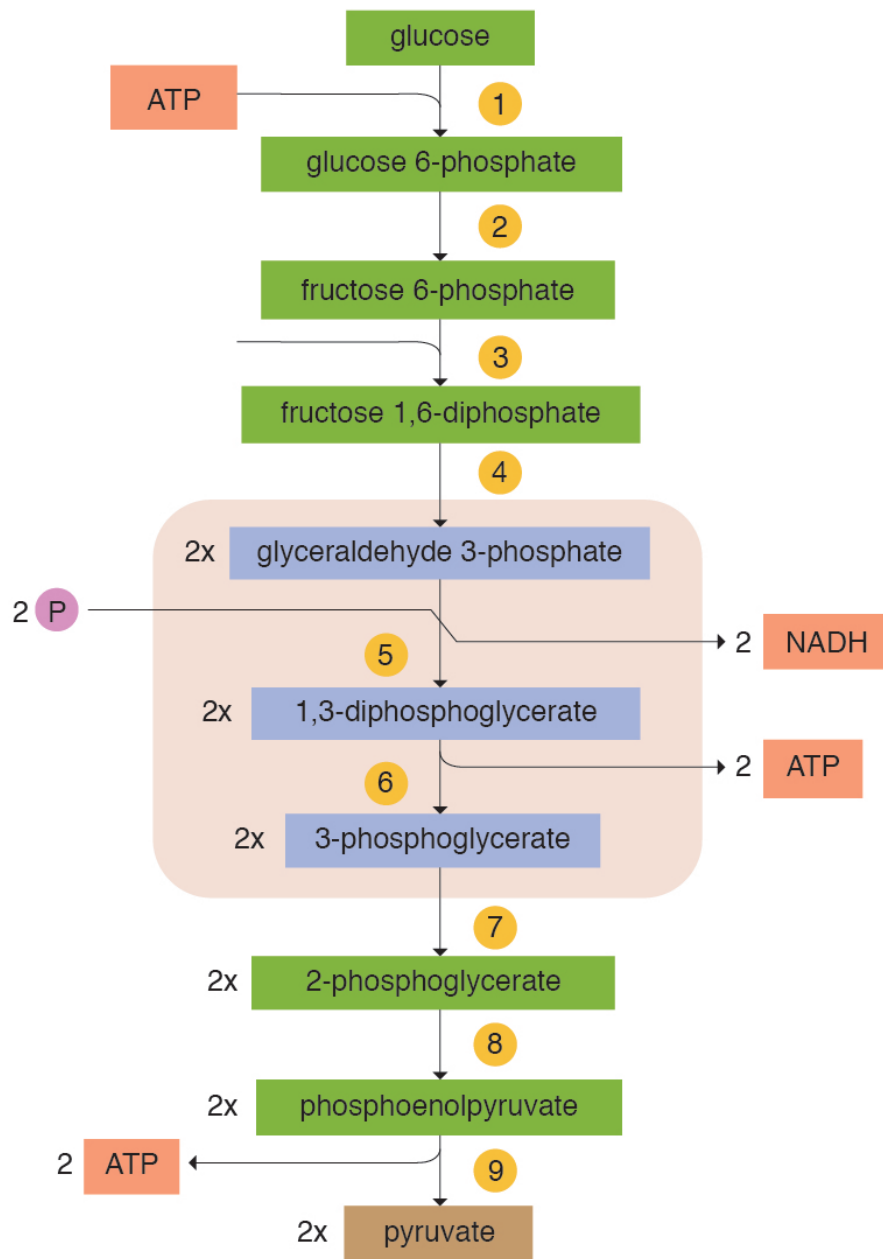 glucose
ATP
1
glucose 6-phosphate
2
fructose 6-phosphate
3
fructose 1,6-diphosphate
4
2x glyceraldehyde 3-phosphate
2 P
2 NADH
5
2x 1,3-diphosphoglycerate
2 ATP
6
2x 3-phosphoglycerate
7
2x 2-phosphoglycerate
8
2x phosphoenolpyruvate
2 ATP
9
2x pyruvate